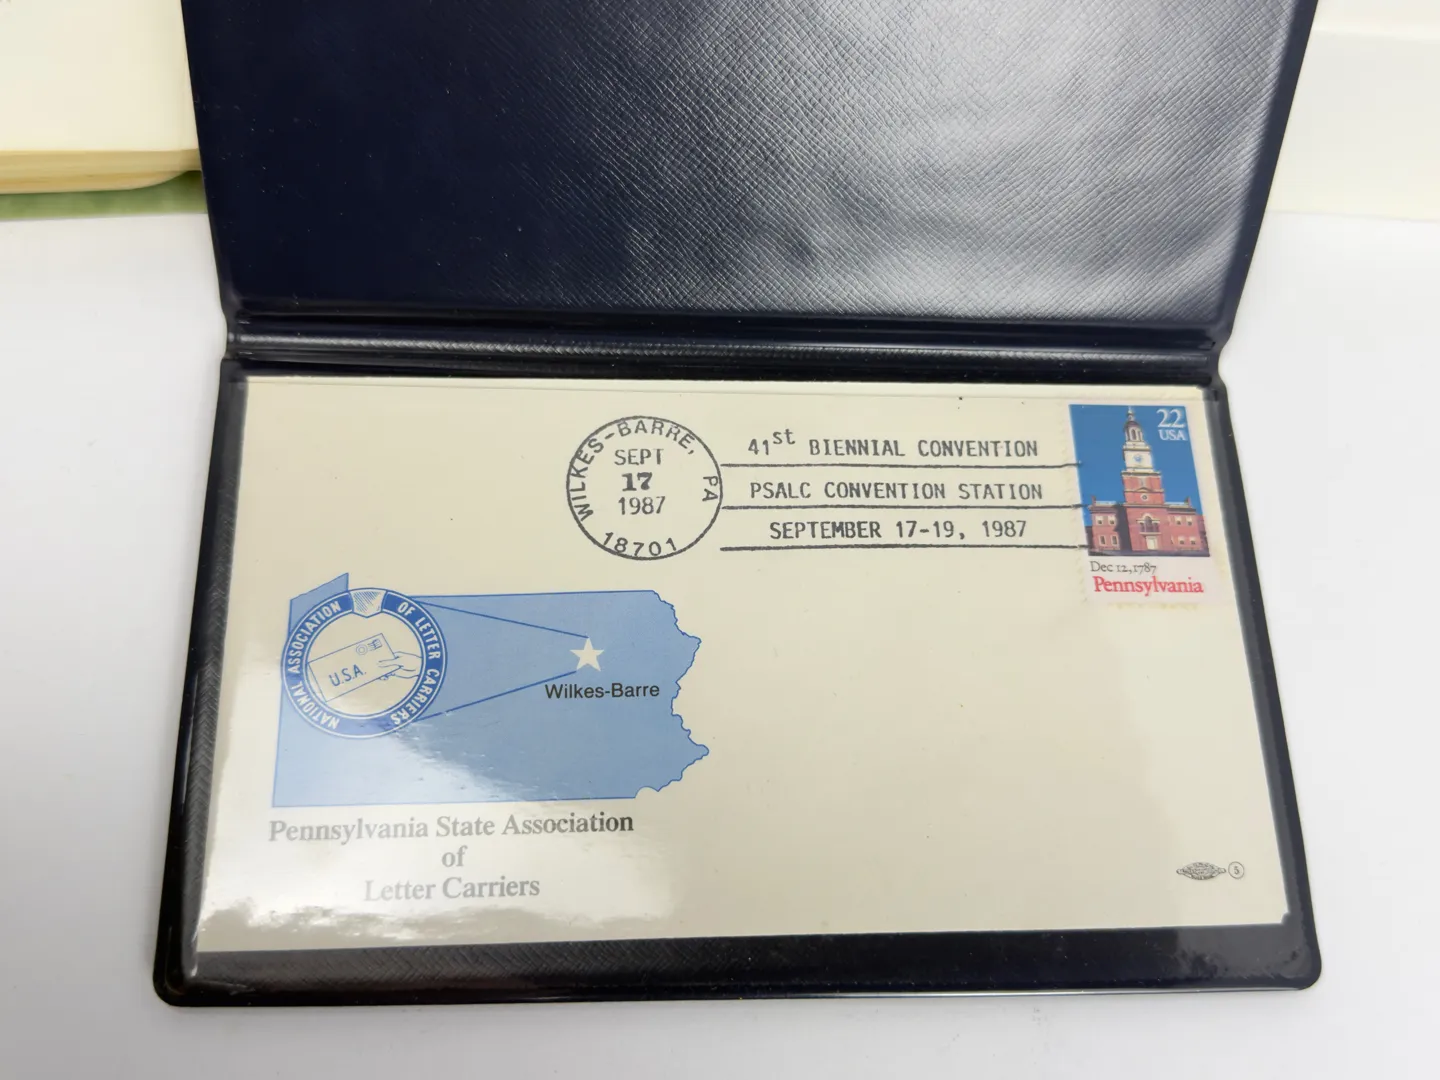 WILKES-BARRE, PA
SEPT
17
1987
18701
41st BIENNIAL CONVENTION
PSALC CONVENTION STATION
SEPTEMBER 17-19, 1987
22
USA
Dec 12, 1787
Pennsylvania
NATIONAL ASSOCIATION OF LETTER CARRIERS
U.S.A.
Wilkes-Barre
Pennsylvania State Association
of
Letter Carriers
5